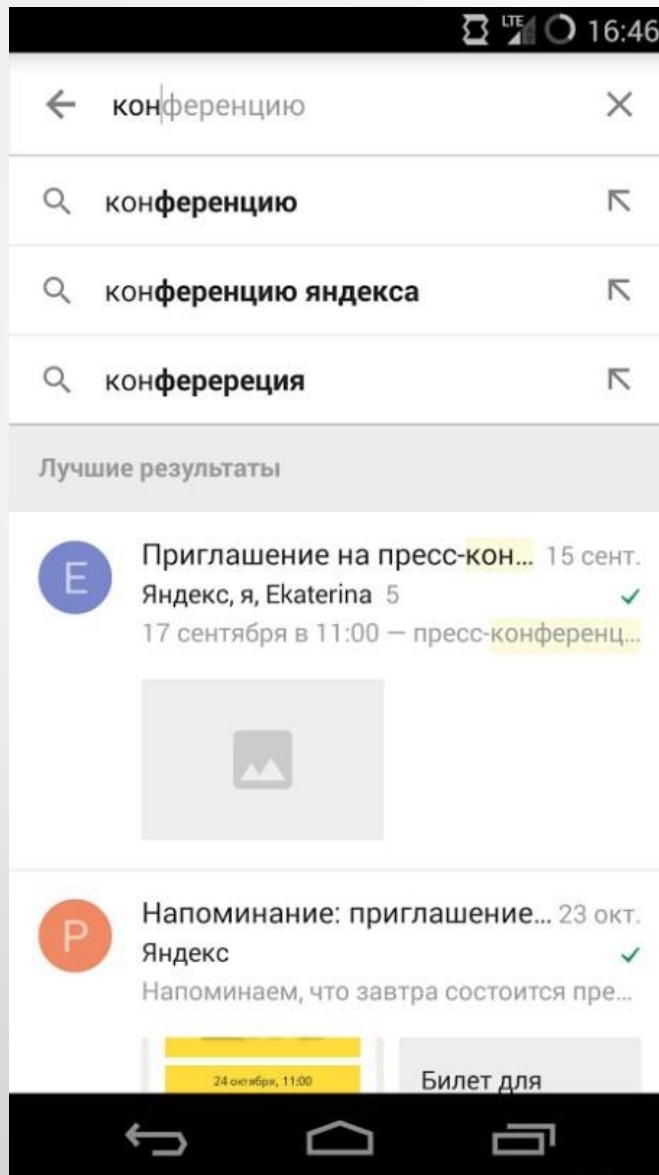 LTE 16:46
конференцию
конференцию
конференцию яндекса
конферереция
Лучшие результаты
E
Приглашение на пресс-кон... 15 сент.
Яндекс, я, Ekaterina 5
17 сентября в 11:00 — пресс-конференц...
P
Напоминание: приглашение... 23 окт.
Яндекс
Напоминаем, что завтра состоится пре...
24 октября, 11:00
Билет для